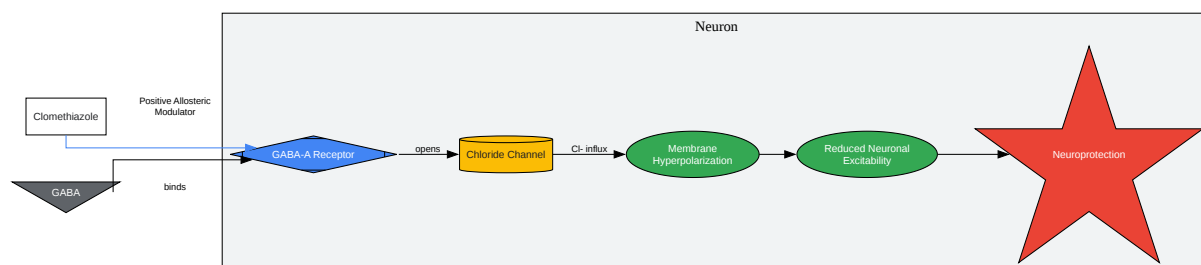 Neuron
Positive Allosteric
Modulator
Clomethiazole
GABA
binds
GABA-A Receptor
opens
Chloride Channel
Cl- influx
Membrane
Hyperpolarization
Reduced Neuronal
Excitability
Neuroprotection